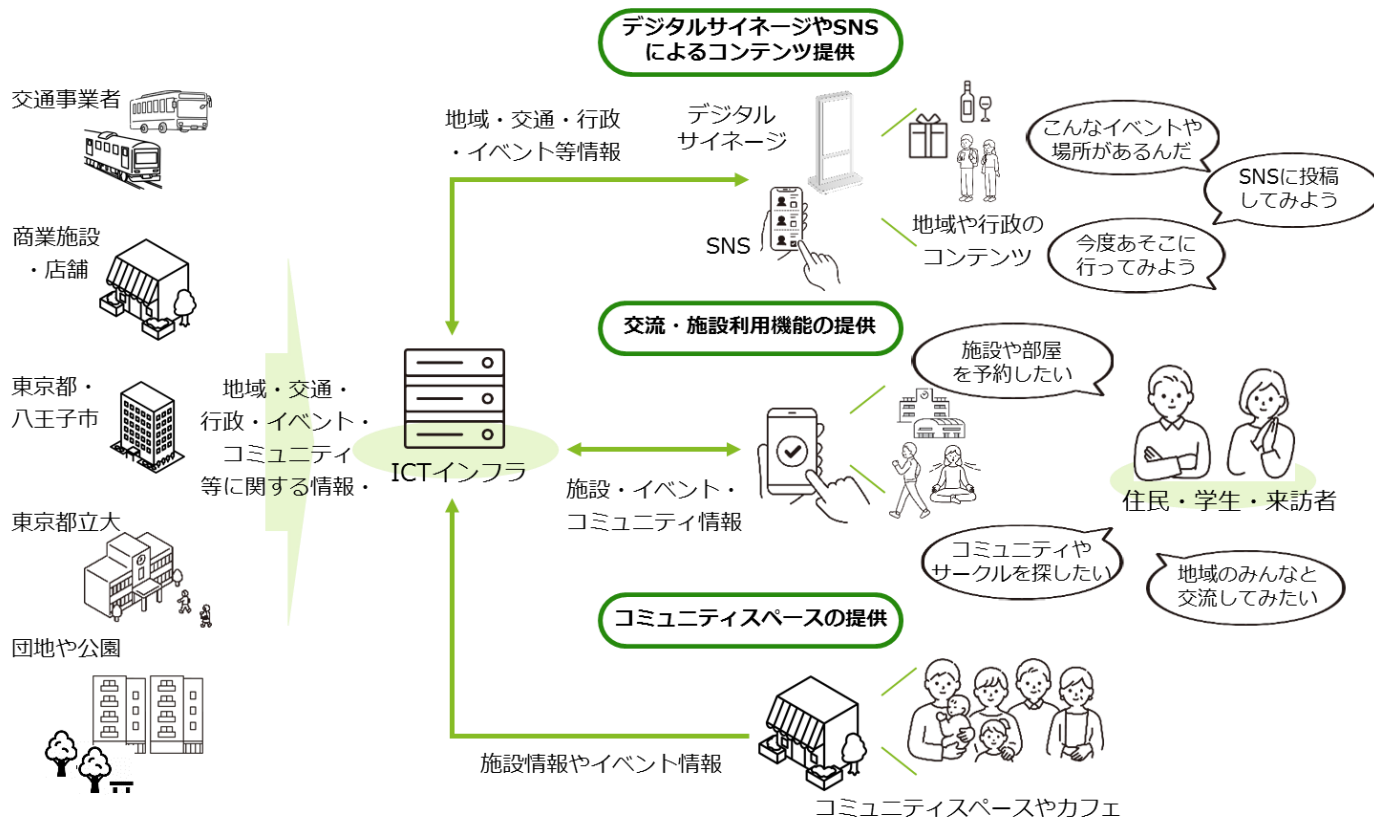 デジタルサイネージやSNS
によるコンテンツ提供
交通事業者
地域・交通・行政
・イベント等情報
デジタル
サイネージ
こんなイベントや
場所があるんだ
SNSに投稿
してみよう
商業施設
・店舗
SNS
地域や行政の
コンテンツ
今度あそこに
行ってみよう
交流・施設利用機能の提供
施設や部屋
を予約したい
東京都・
八王子市
地域・交通・
行政・イベント・
コミュニティ
等に関する情報・
ICTインフラ
施設・イベント・
コミュニティ情報
住民・学生・来訪者
東京都立大
コミュニティや
サークルを探したい
地域のみんなと
交流してみたい
コミュニティスペースの提供
団地や公園
施設情報やイベント情報
コミュニティスペースやカフェ